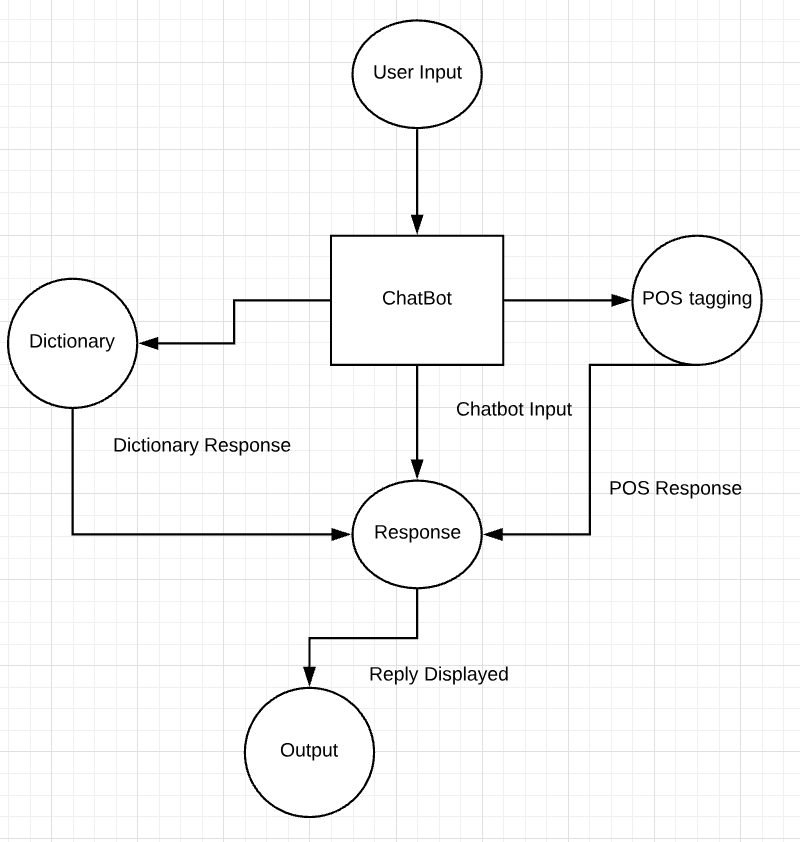 User Input
ChatBot
POS tagging
Dictionary
Chatbot Input
Dictionary Response
POS Response
Response
Reply Displayed
Output